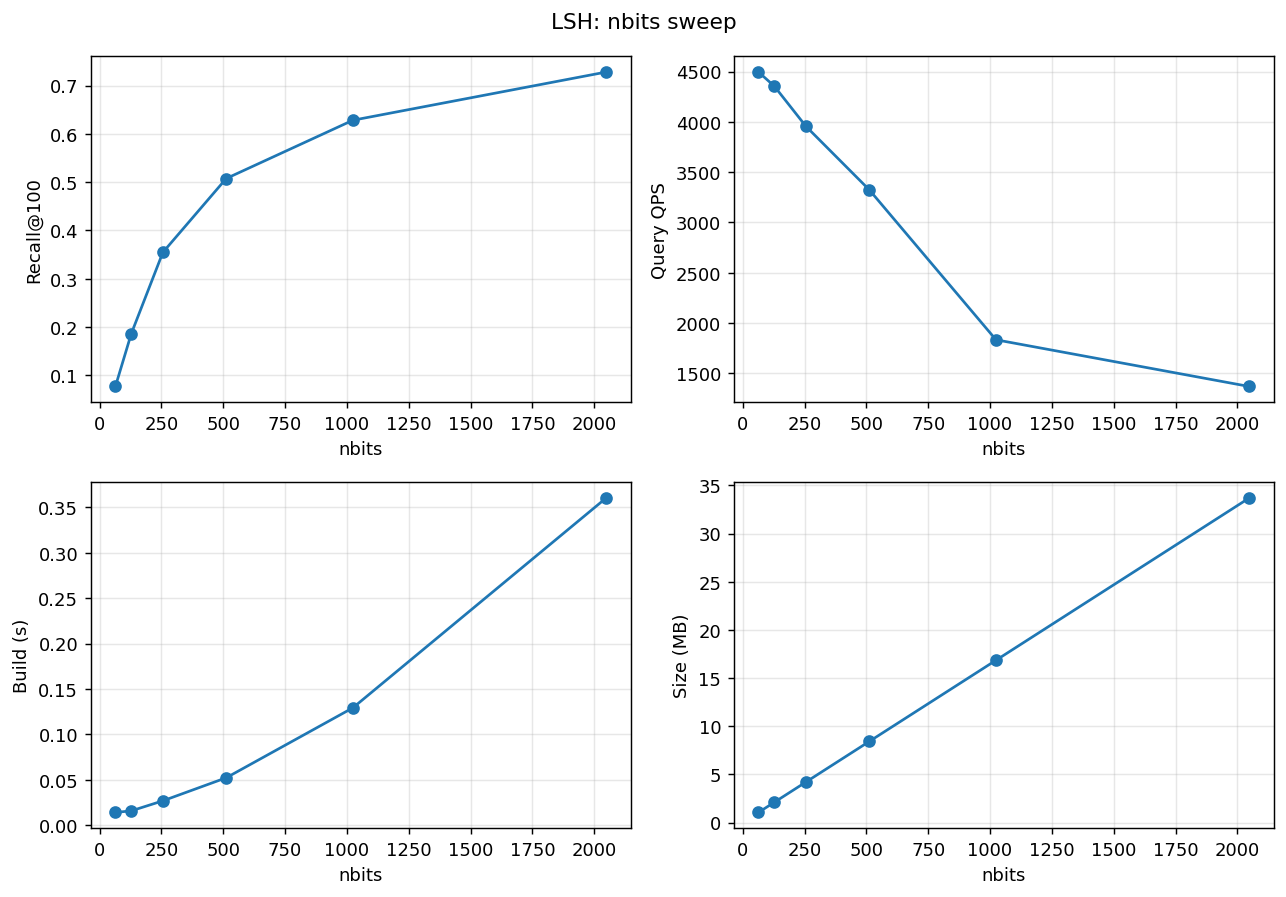 LSH: nbits sweep
Recall@100
0.7
0.6
0.5
0.4
0.3
0.2
0.1
0 250 500 750 1000 1250 1500 1750 2000
nbits
Query QPS
4500
4000
3500
3000
2500
2000
1500
0 250 500 750 1000 1250 1500 1750 2000
nbits
Build (s)
0.35
0.30
0.25
0.20
0.15
0.10
0.05
0.00
0 250 500 750 1000 1250 1500 1750 2000
nbits
Size (MB)
35
30
25
20
15
10
5
0
0 250 500 750 1000 1250 1500 1750 2000
nbits